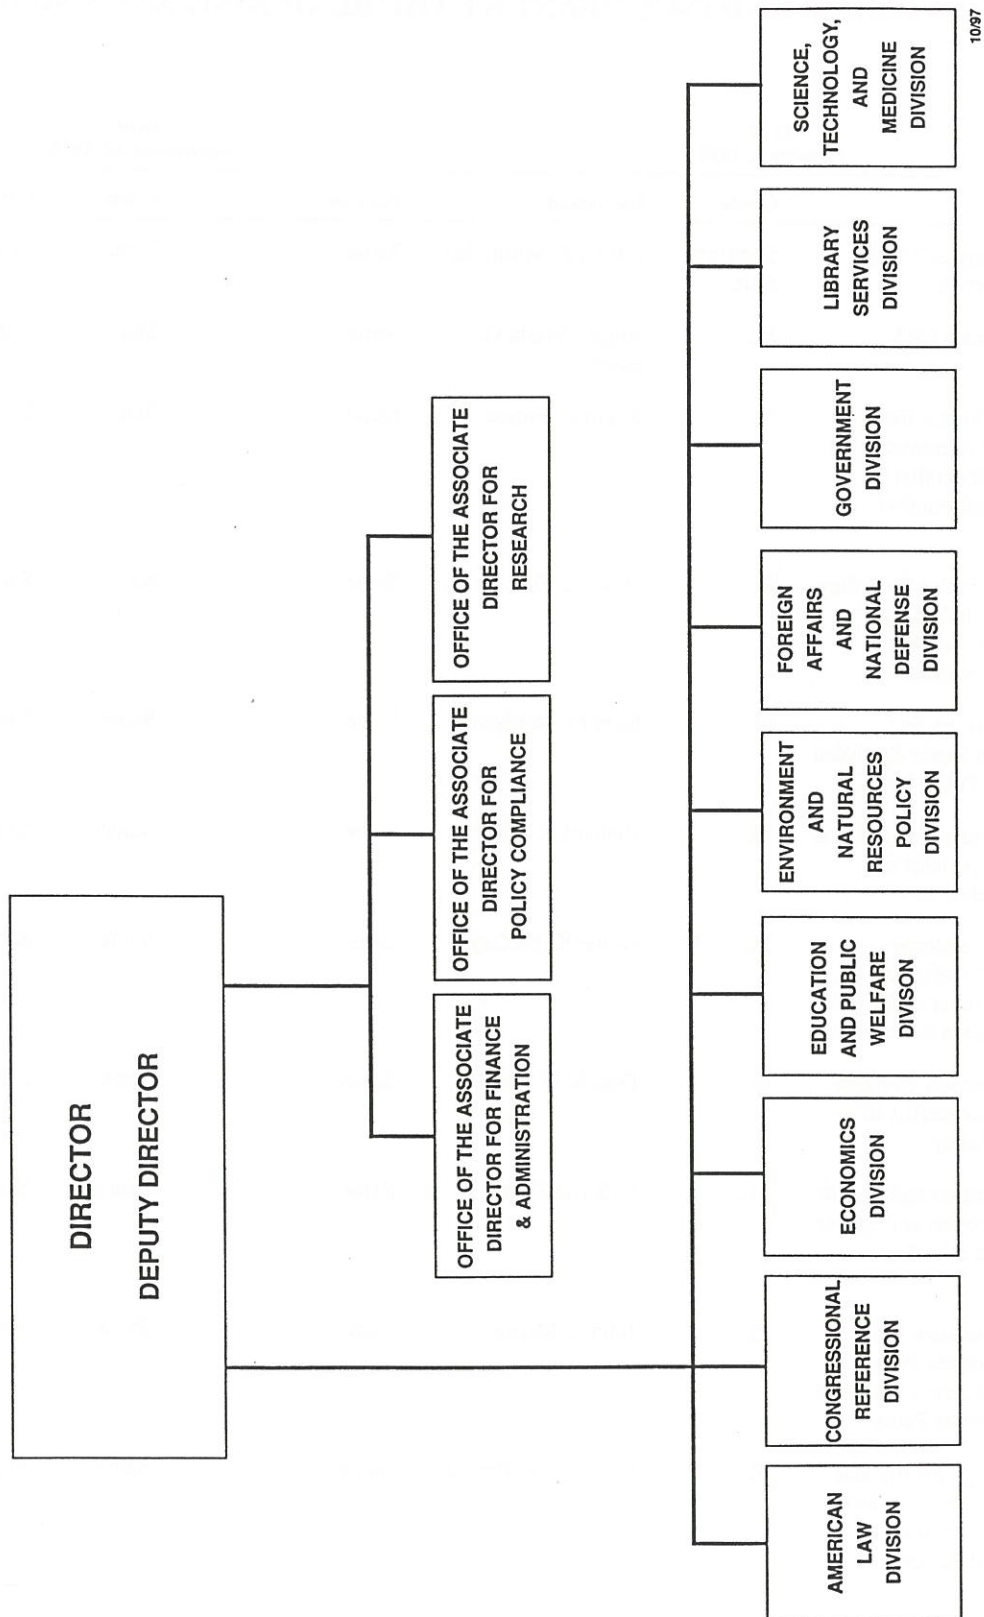 DIRECTOR
DEPUTY DIRECTOR
OFFICE OF THE ASSOCIATE
DIRECTOR FOR FINANCE
& ADMINISTRATION
OFFICE OF THE ASSOCIATE
DIRECTOR FOR
POLICY COMPLIANCE
OFFICE OF THE ASSOCIATE
DIRECTOR FOR
RESEARCH
AMERICAN
LAW
DIVISION
CONGRESSIONAL
REFERENCE
DIVISION
ECONOMICS
DIVISION
EDUCATION
AND PUBLIC
WELFARE
DIVISON
ENVIRONMENT
AND
NATURAL
RESOURCES
POLICY
DIVISION
FOREIGN
AFFAIRS
AND
NATIONAL
DEFENSE
DIVISION
GOVERNMENT
DIVISION
LIBRARY
SERVICES
DIVISION
SCIENCE,
TECHNOLOGY,
AND
MEDICINE
DIVISION
10/97